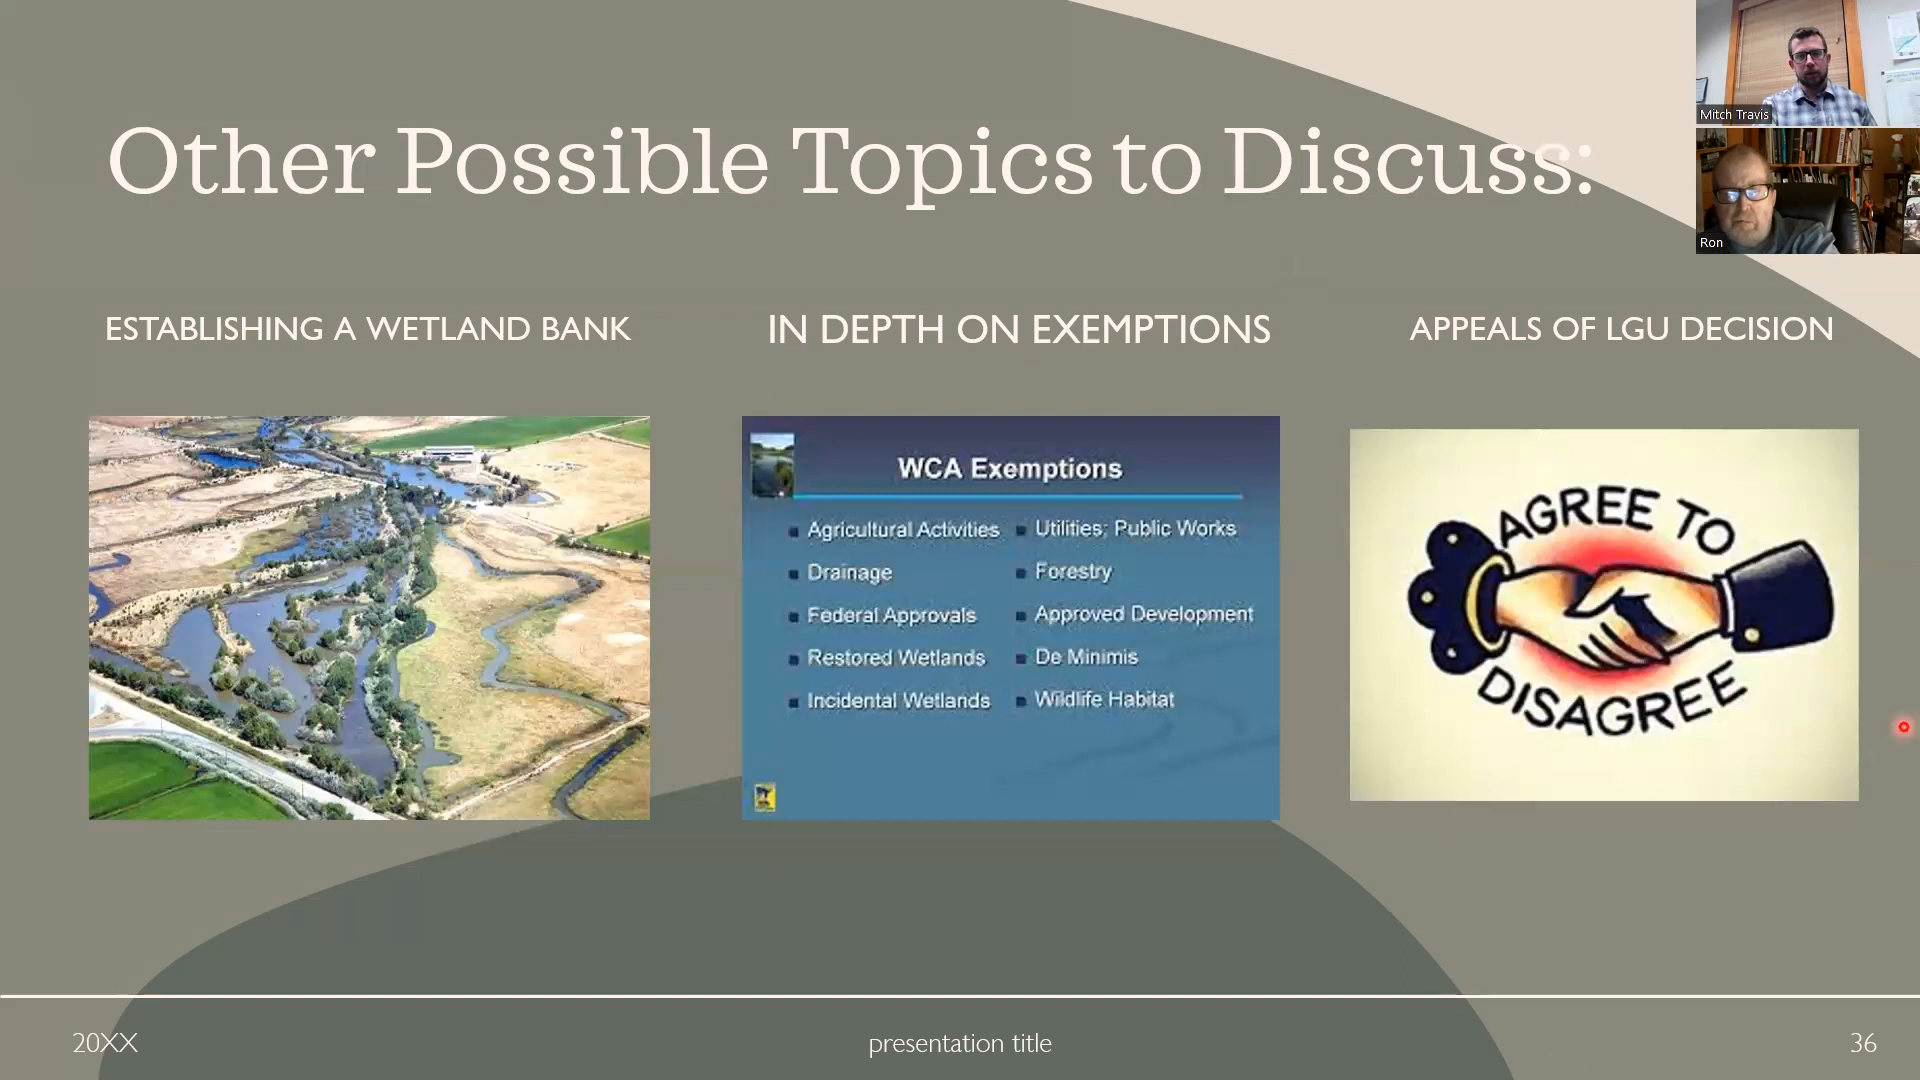 Other Possible Topics to Discuss:
Mitch Travis
Ron
ESTABLISHING A WETLAND BANK
IN DEPTH ON EXEMPTIONS
APPEALS OF LGU DECISION
WCA Exemptions
Agricultural Activities
Drainage
Federal Approvals
Restored Wetlands
Incidental Wetlands
Utilities; Public Works
Forestry
Approved Development
De Minimis
Wildlife Habitat
AGREE TO
DISAGREE
20XX
presentation title
36